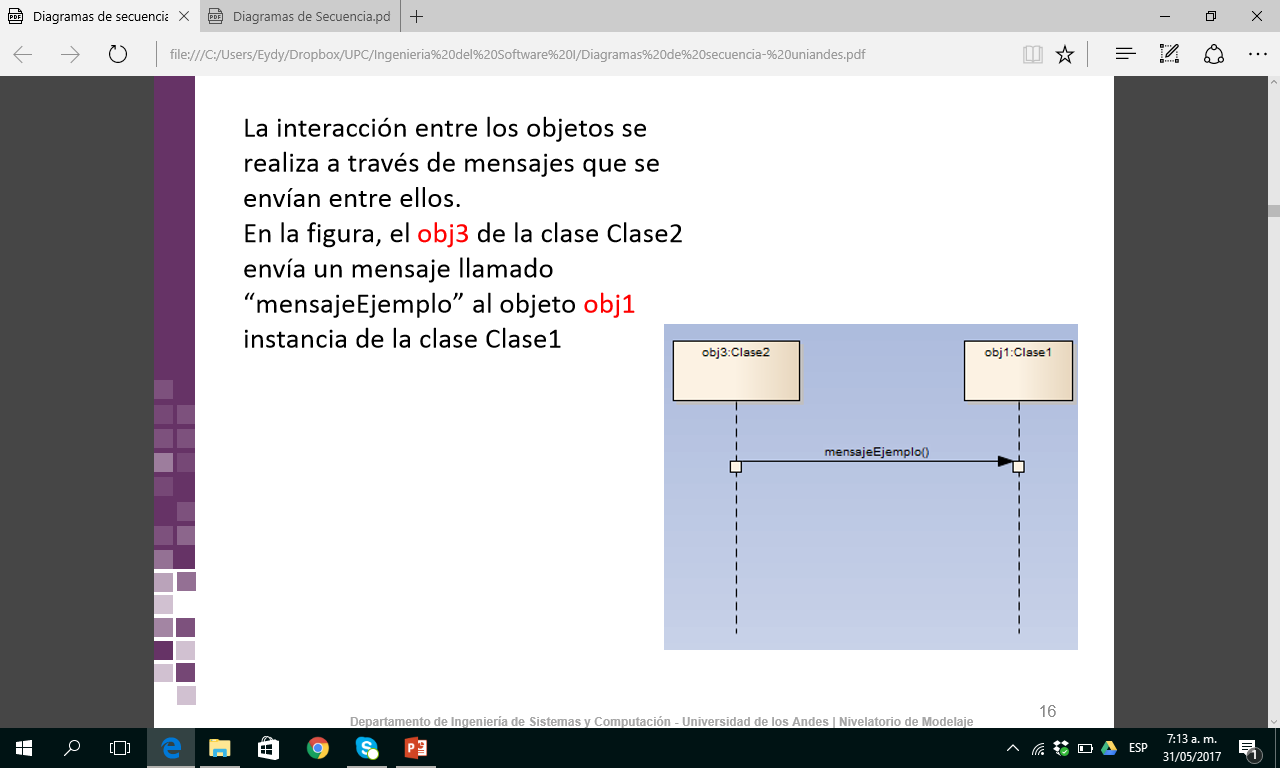 Diagramas de secuencia
Diagramas de Secuencia.pd
file:///C:/Users/Eydy/Dropbox/UPC/Ingenieria%20del%20Software%20I/Diagramas%20de%20secuencia-%20uniandes.pdf
La interacción entre los objetos se
realiza a través de mensajes que se
envían entre ellos.
En la figura, el obj3 de la clase Clase2
envía un mensaje llamado
“mensajeEjemplo” al objeto obj1
instancia de la clase Clase1
obj3:Clase2
obj1:Clase1
mensajeEjemplo()
16
Departamento de Ingeniería de Sistemas y Computación - Universidad de los Andes | Nivelatorio de Modelaje
ESP
7:13 a. m.
31/05/2017
1